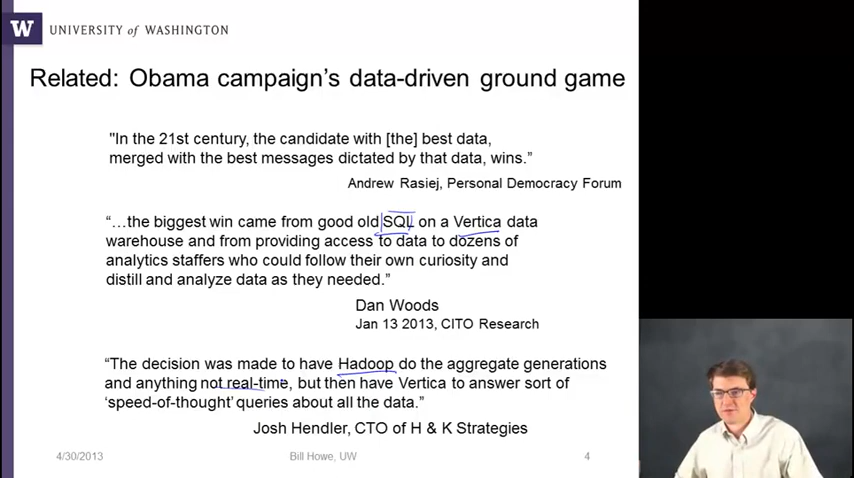 W UNIVERSITY of WASHINGTON
Related: Obama campaign's data-driven ground game
"In the 21st century, the candidate with [the] best data,
merged with the best messages dictated by that data, wins."
Andrew Rasiej, Personal Democracy Forum
"…the biggest win came from good old SQL on a Vertica data
warehouse and from providing access to data to dozens of
analytics staffers who could follow their own curiosity and
distill and analyze data as they needed."
Dan Woods
Jan 13 2013, CITO Research
"The decision was made to have Hadoop do the aggregate generations
and anything not real-time, but then have Vertica to answer sort of
'speed-of-thought' queries about all the data."
Josh Hendler, CTO of H & K Strategies
4/30/2013 Bill Howe, UW 4